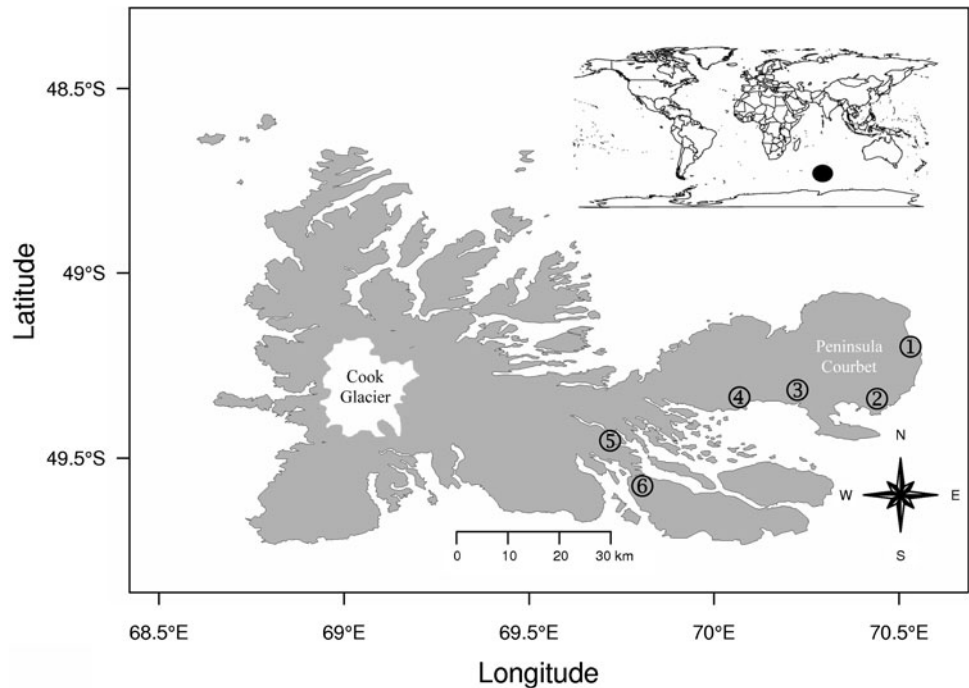 Latitude
48.5°S
49°S
49.5°S
Peninsula
Courbet
Cook
Glacier
①
②
③
④
⑤
⑥
N
W
E
S
0 10 20 30 km
68.5°E 69°E 69.5°E 70°E 70.5°E
Longitude